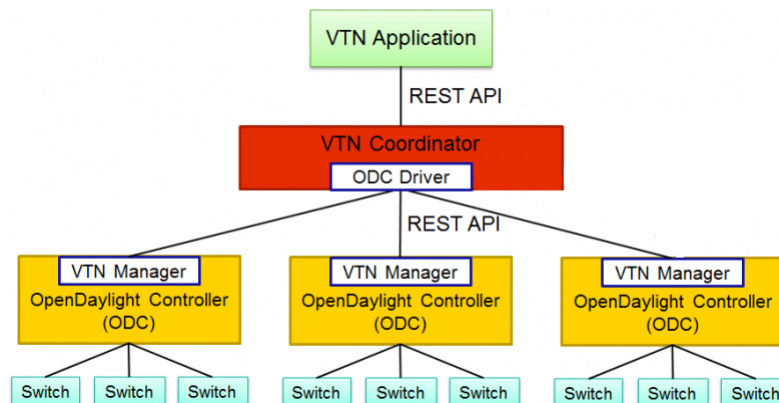 VTN Application
REST API
VTN Coordinator
ODC Driver
REST API
VTN Manager
OpenDaylight Controller
(ODC)
VTN Manager
OpenDaylight Controller
(ODC)
VTN Manager
OpenDaylight Controller
(ODC)
Switch
Switch
Switch
Switch
Switch
Switch
Switch
Switch
Switch